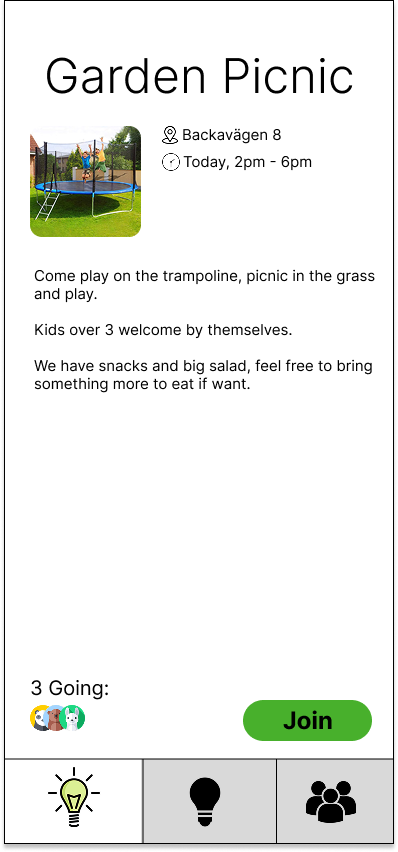 Garden Picnic
Backavägen 8
Today, 2pm - 6pm
Come play on the trampoline, picnic in the grass
and play.
Kids over 3 welcome by themselves.
We have snacks and big salad, feel free to bring
something more to eat if want.
3 Going:
Join